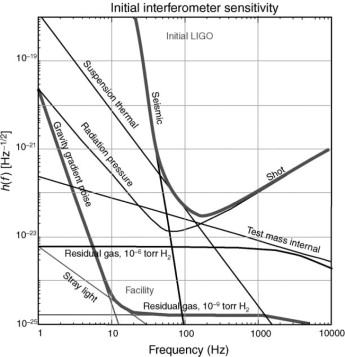 Initial interferometer sensitivity
Initial LIGO
10⁻¹⁹
Suspension thermal
Seismic
10⁻²¹
h(f) [Hz⁻¹/²]
Radiation pressure
Gravity gradient noise
Shot
10⁻²³
Test mass internal
Residual gas, 10⁻⁶ torr H₂
Stray light
Facility
Residual gas, 10⁻⁹ torr H₂
10⁻²⁵
1 10 100 1000 10000
Frequency (Hz)